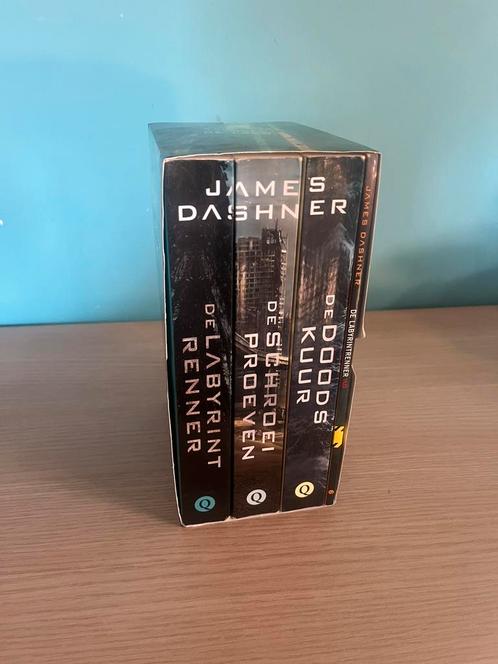 JAMES
DASHNER
DE LABYRINT
RENNER
Q
DE SCHROEI
PROEVEN
Q
DE DOODS
KUUR
Q
JAMES DASHNER
DE LABYRINTRENNER